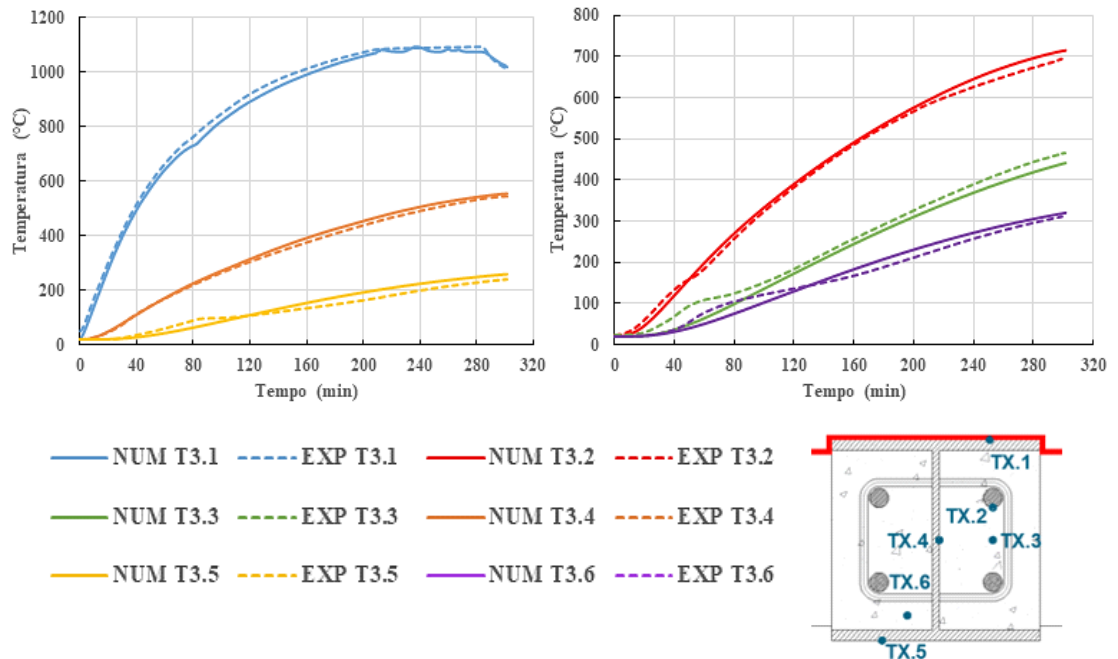 1200
1000
800
600
400
200
0
Temperatura (°C)
0 40 80 120 160 200 240 280 320
Tempo (min)
800
700
600
500
400
300
200
100
0
Temperatura (°C)
0 40 80 120 160 200 240 280 320
Tempo (min)
NUM T3.1 EXP T3.1 NUM T3.2 EXP T3.2
NUM T3.3 EXP T3.3 NUM T3.4 EXP T3.4
NUM T3.5 EXP T3.5 NUM T3.6 EXP T3.6
TX.1
TX.2
TX.4 TX.3
TX.6
TX.5